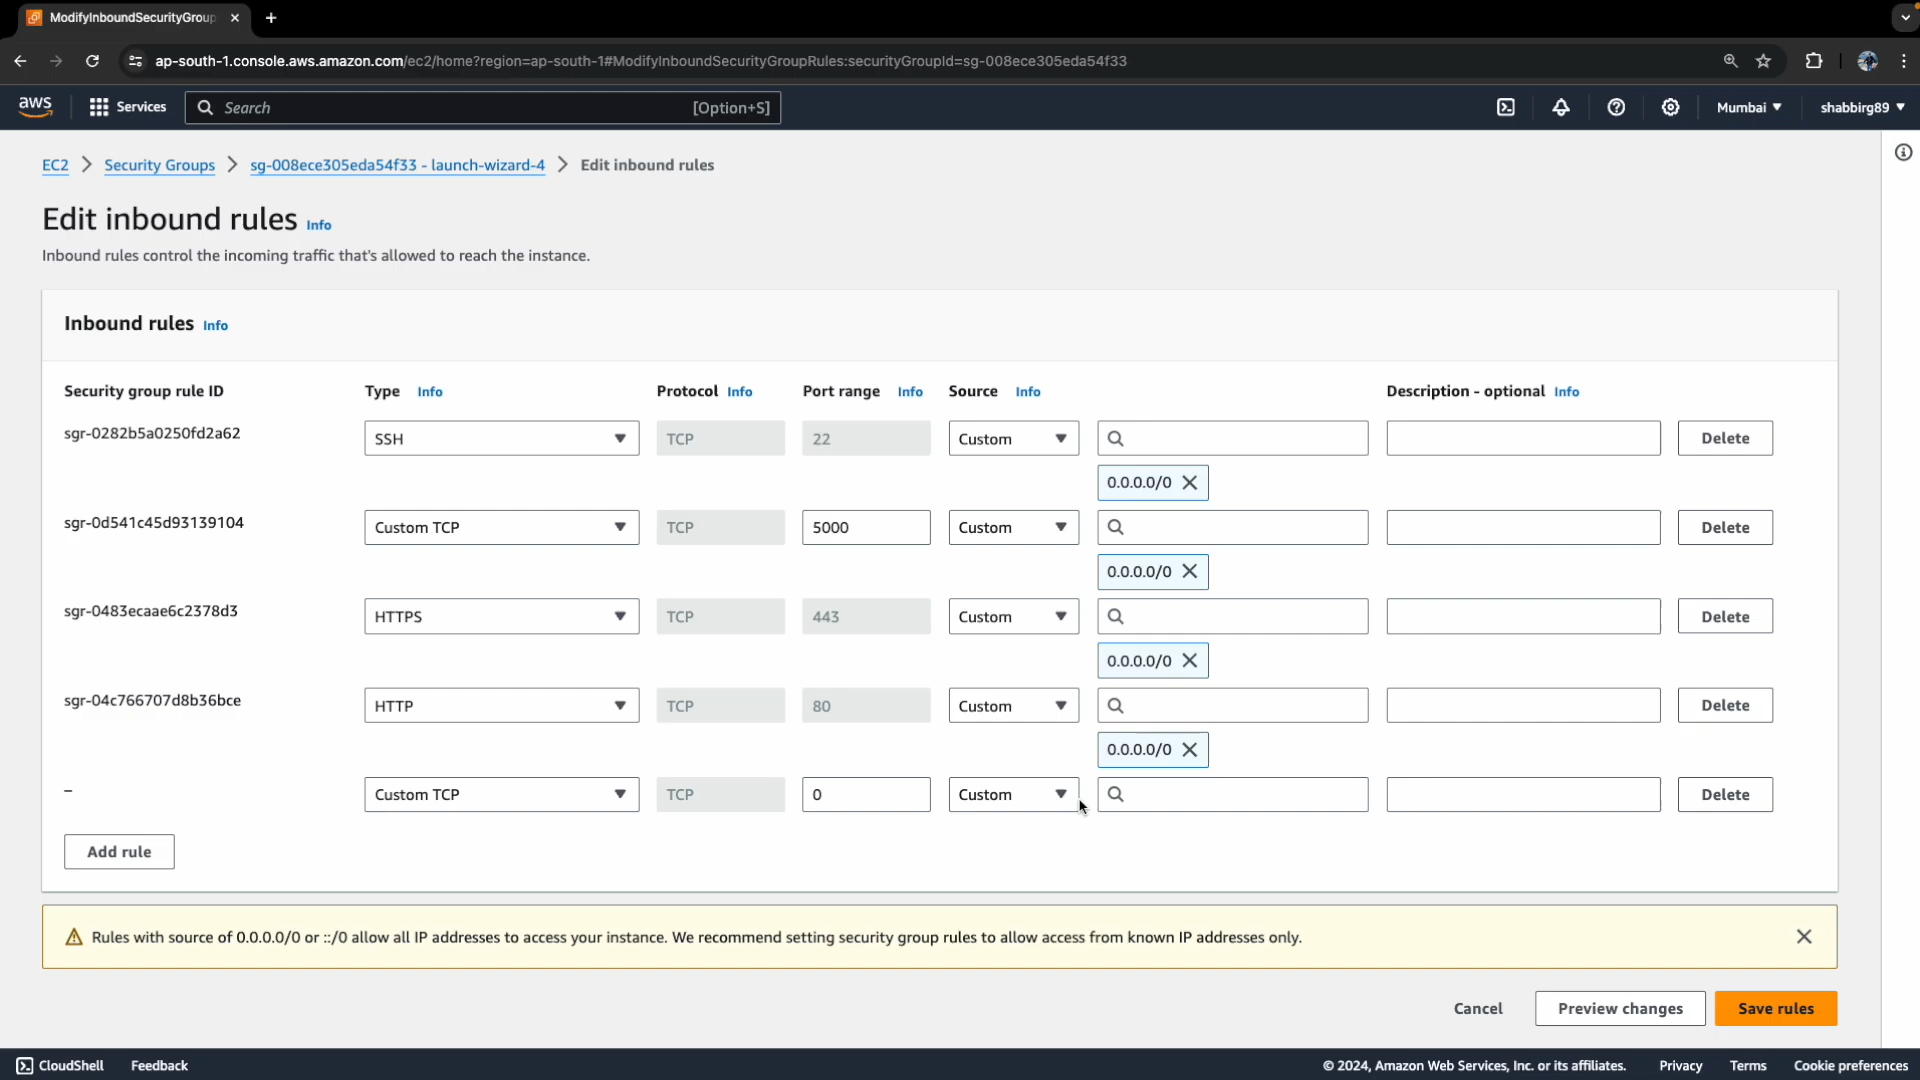 ModifyInboundSecurityGroup
ap-south-1.console.aws.amazon.com/ec2/home?region=ap-south-1#ModifyInboundSecurityGroupRules:securityGroupId=sg-008ece305eda54f33
aws Services Search [Option+S] Mumbai shabbirg89
EC2 Security Groups sg-008ece305eda54f33 - launch-wizard-4 Edit inbound rules
Edit inbound rules Info
Inbound rules control the incoming traffic that's allowed to reach the instance.
Inbound rules Info
Security group rule ID Type Info Protocol Info Port range Info Source Info Description - optional Info
sgr-0282b5a0250fd2a62 SSH TCP 22 Custom Delete
0.0.0.0/0
sgr-0d541c45d93139104 Custom TCP TCP 5000 Custom Delete
0.0.0.0/0
sgr-0483ecaae6c2378d3 HTTPS TCP 443 Custom Delete
0.0.0.0/0
sgr-04c766707d8b36bce HTTP TCP 80 Custom Delete
0.0.0.0/0
– Custom TCP TCP 0 Custom Delete
Add rule
Rules with source of 0.0.0.0/0 or ::/0 allow all IP addresses to access your instance. We recommend setting security group rules to allow access from known IP addresses only.
Cancel Preview changes Save rules
CloudShell Feedback © 2024, Amazon Web Services, Inc. or its affiliates. Privacy Terms Cookie preferences